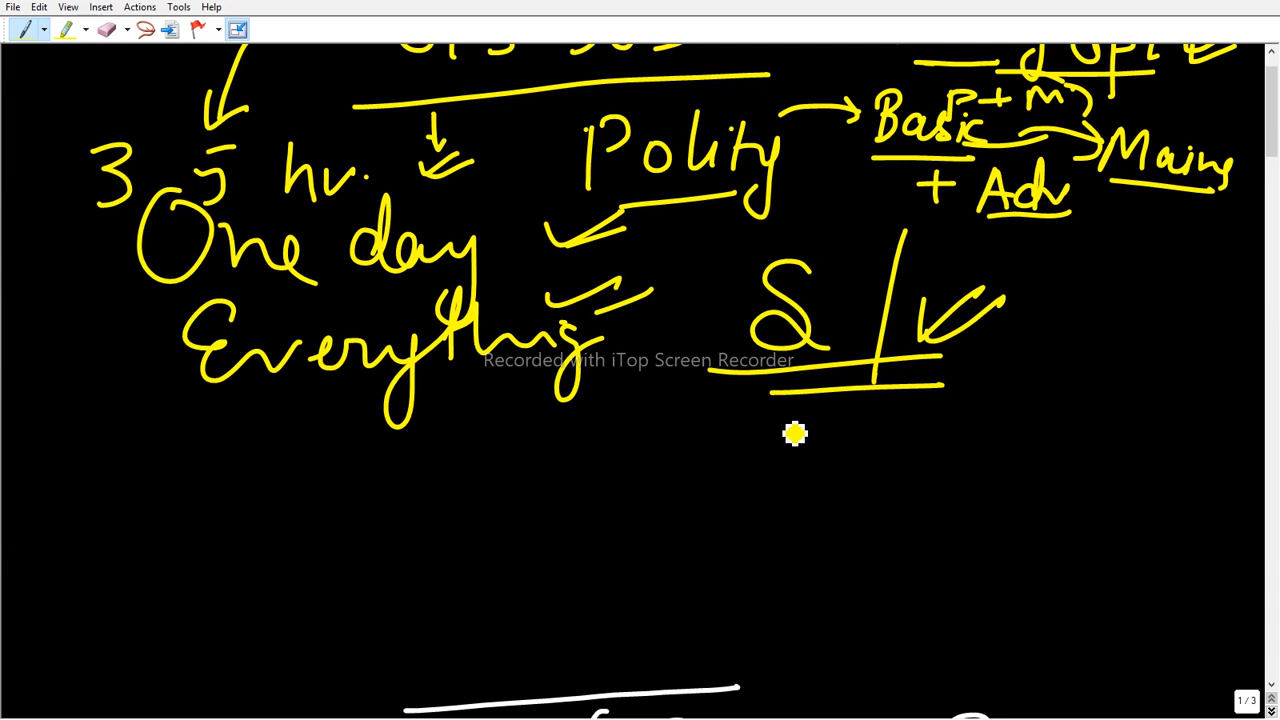 File Edit View Insert Actions Tools Help
P + M
Polity Basic Mains
3 hr. + Adv
One day
Everything
Recorded with iTop Screen Recorder
1 / 3